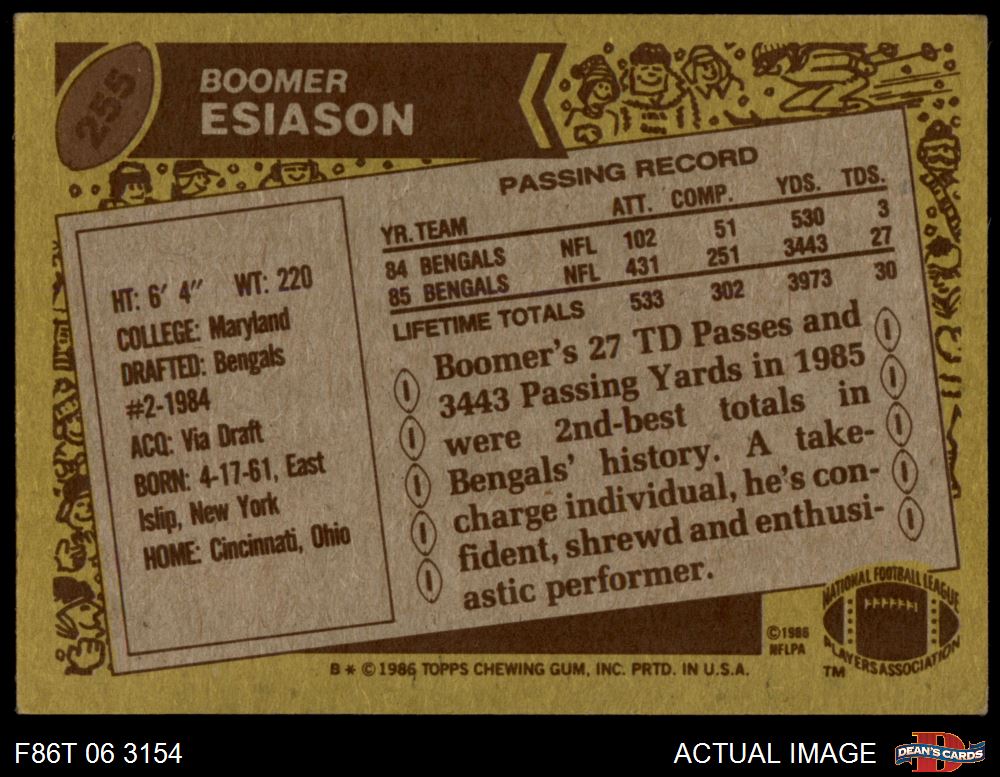 255
BOOMER
ESIASON
PASSING RECORD
YR. TEAM ATT. COMP. YDS. TDS.
84 BENGALS NFL 102 51 530 3
85 BENGALS NFL 431 251 3443 27
LIFETIME TOTALS 533 302 3973 30
HT: 6' 4" WT: 220
COLLEGE: Maryland
DRAFTED: Bengals
#2-1984
ACQ: Via Draft
BORN: 4-17-61, East
Islip, New York
HOME: Cincinnati, Ohio
Boomer's 27 TD Passes and
3443 Passing Yards in 1985
were 2nd-best totals in
Bengals' history. A take-
charge individual, he's con-
fident, shrewd and enthusi-
astic performer.
NATIONAL FOOTBALL LEAGUE
PLAYERS ASSOCIATION
TM
©1986
NFLPA
B * © 1986 TOPPS CHEWING GUM, INC. PRTD. IN U.S.A.
F86T 06 3154
ACTUAL IMAGE
D
DEAN'S CARDS